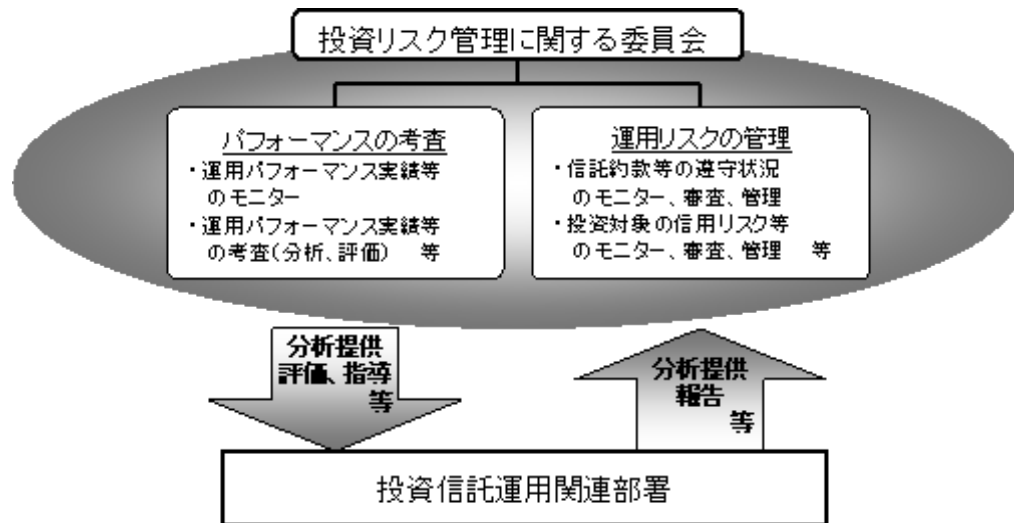 投資リスク管理に関する委員会
パフォーマンスの考査
・運用パフォーマンス実績等
のモニター
・運用パフォーマンス実績等
の考査(分析、評価) 等
運用リスクの管理
・信託約款等の遵守状況
のモニター、審査、管理
・投資対象の信用リスク等
のモニター、審査、管理 等
分析提供
評価、指導
等
分析提供
報告
等
投資信託運用関連部署